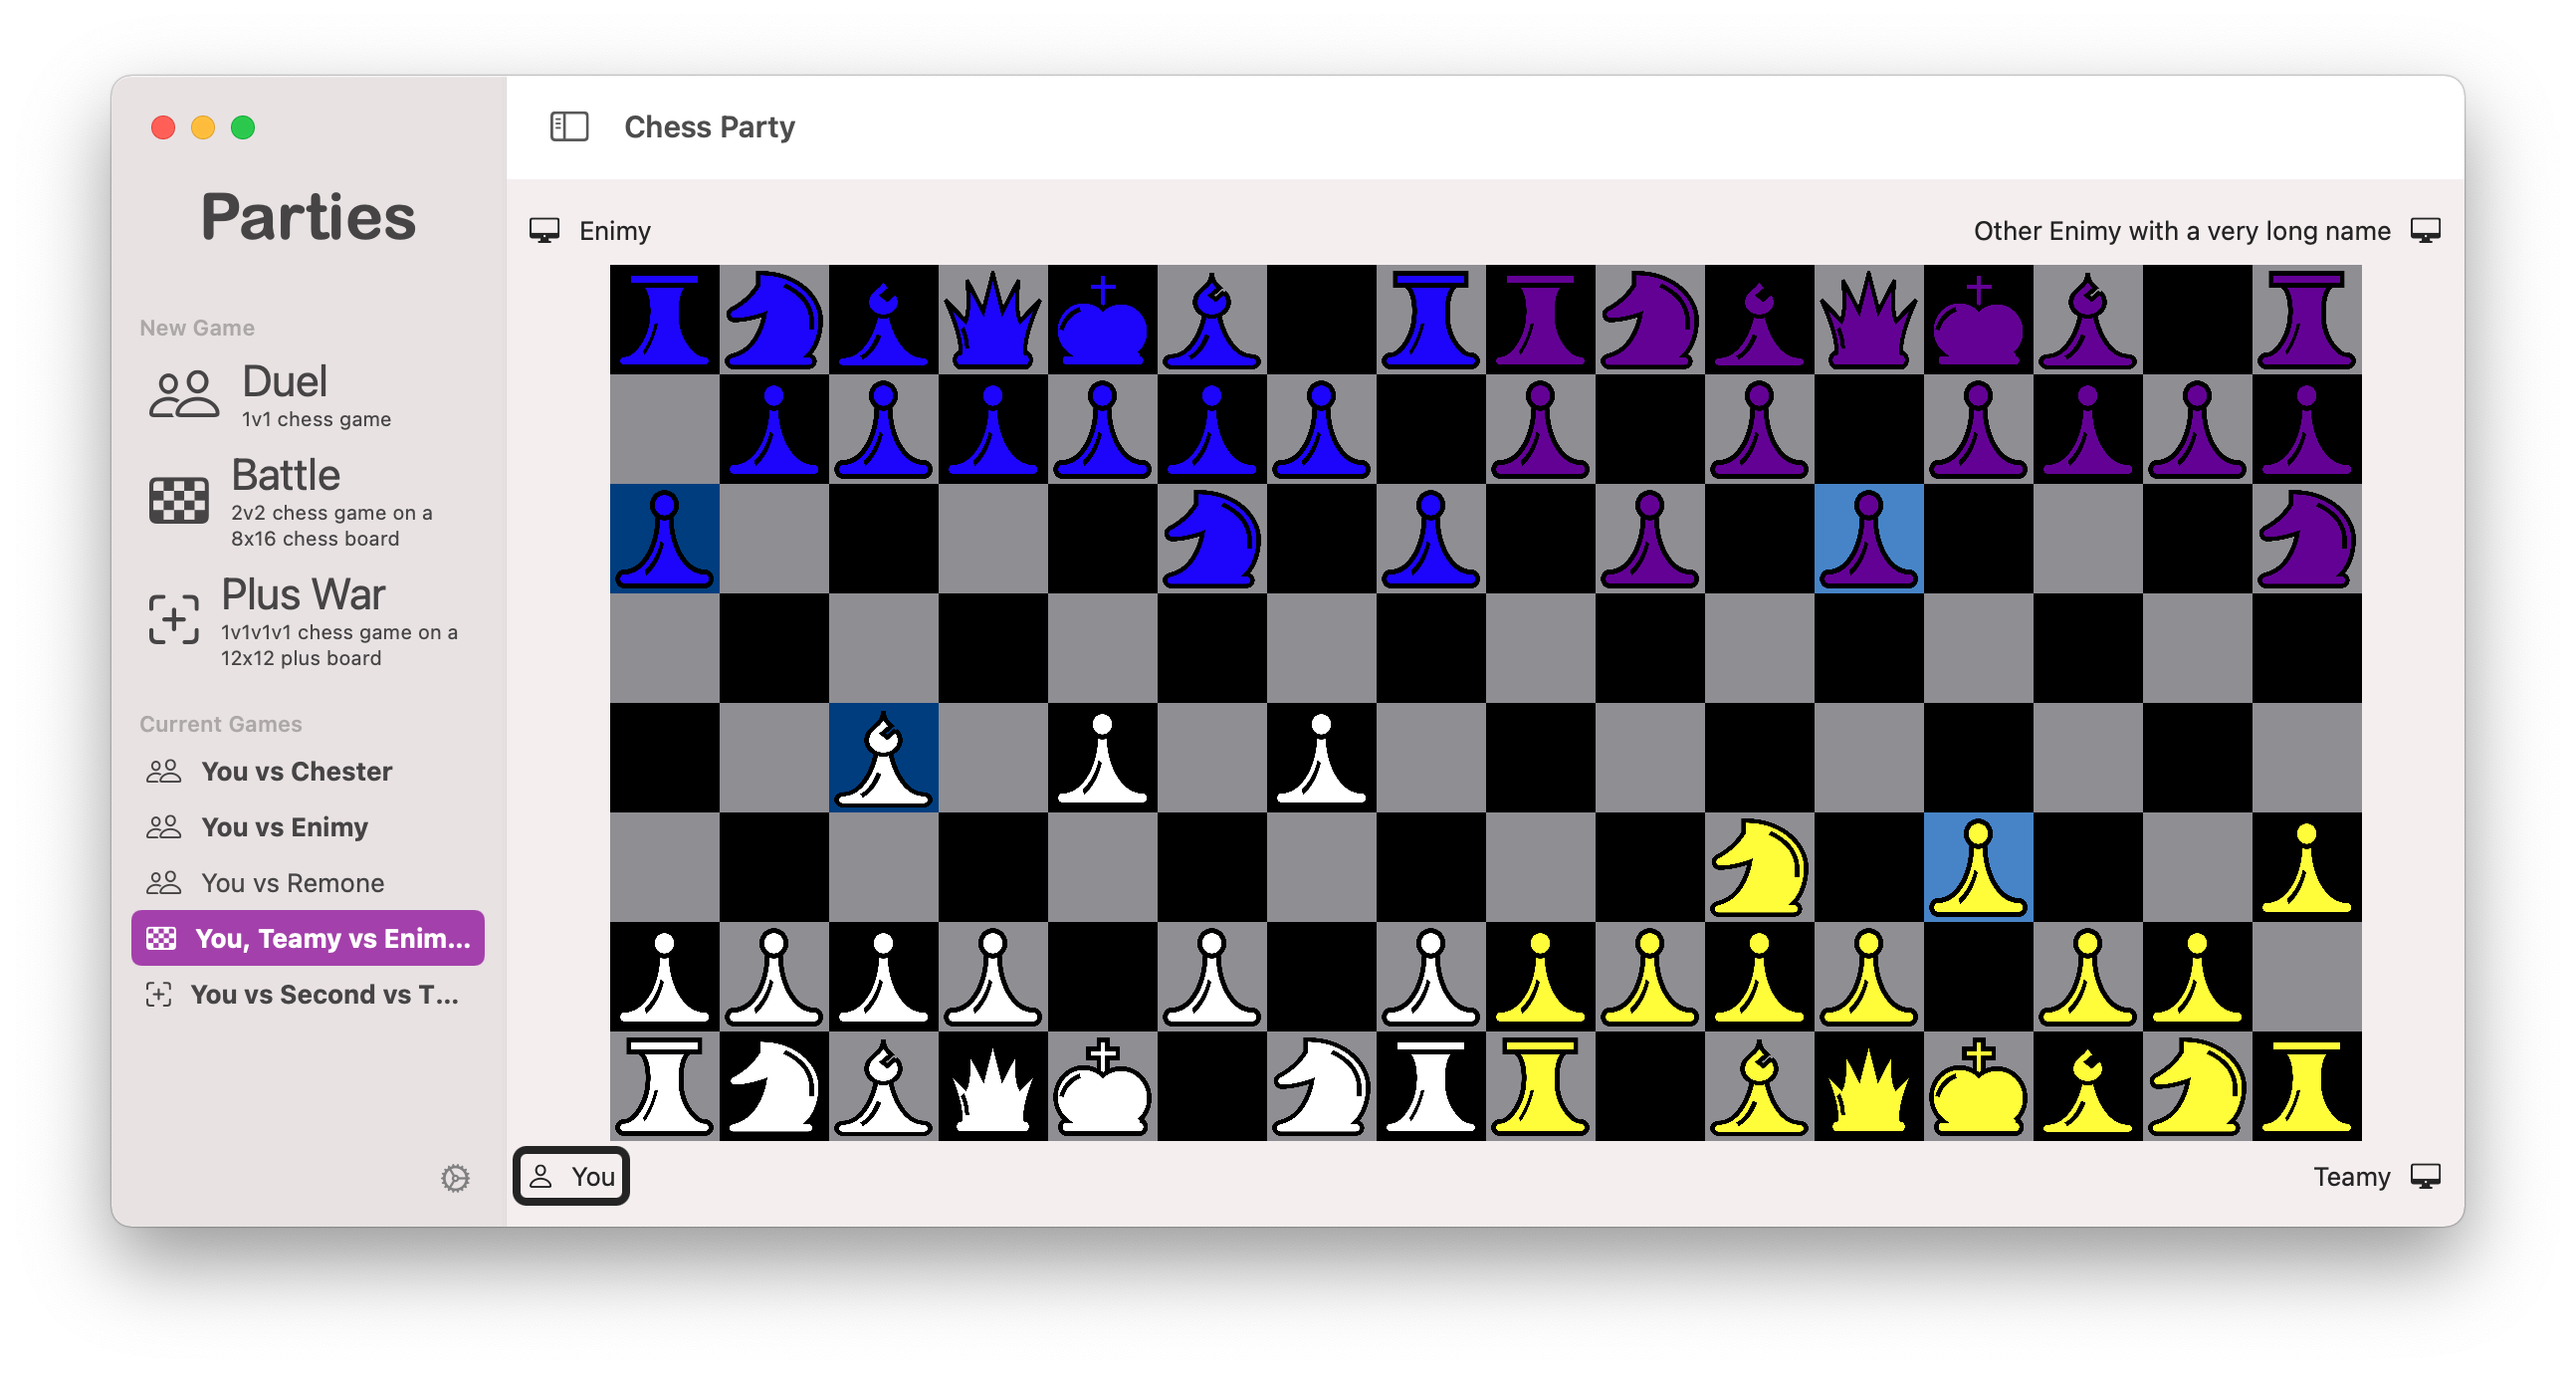 Chess Party
Parties
New Game
Duel
1v1 chess game
Battle
2v2 chess game on a
8x16 chess board
Plus War
1v1v1v1 chess game on a
12x12 plus board
Current Games
You vs Chester
You vs Enimy
You vs Remone
You, Teamy vs Enim...
You vs Second vs T...
Enimy
Other Enimy with a very long name
You
Teamy